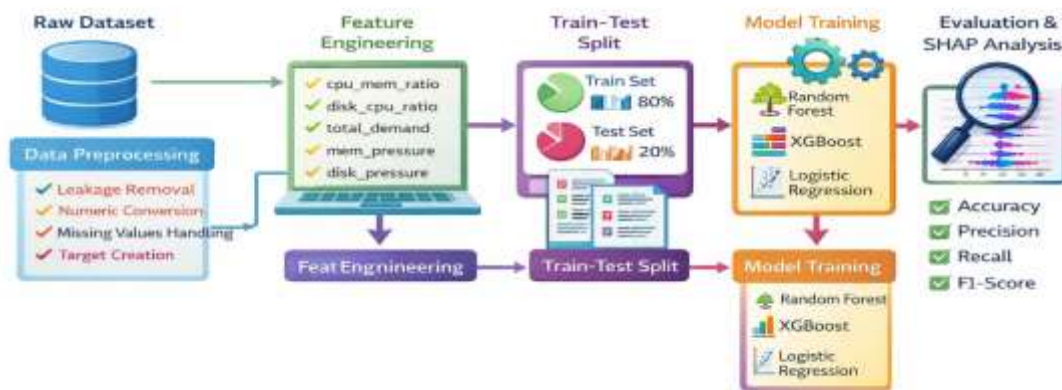 Raw Dataset
Data Preprocessing
Leakage Removal
Numeric Conversion
Missing Values Handling
Target Creation
Feature
Engineering
cpu_mem_ratio
disk_cpu_ratio
total_demand
mem_pressure
disk_pressure
Feat Engnineering
Train-Test
Split
Train Set
80%
Test Set
20%
Train-Test Split
Model Training
Random
Forest
XGBoost
Logistic
Regression
Model Training
Random Forest
XGBoost
Logistic
Regression
Evaluation &
SHAP Analysis
Accuracy
Precision
Recall
F1-Score